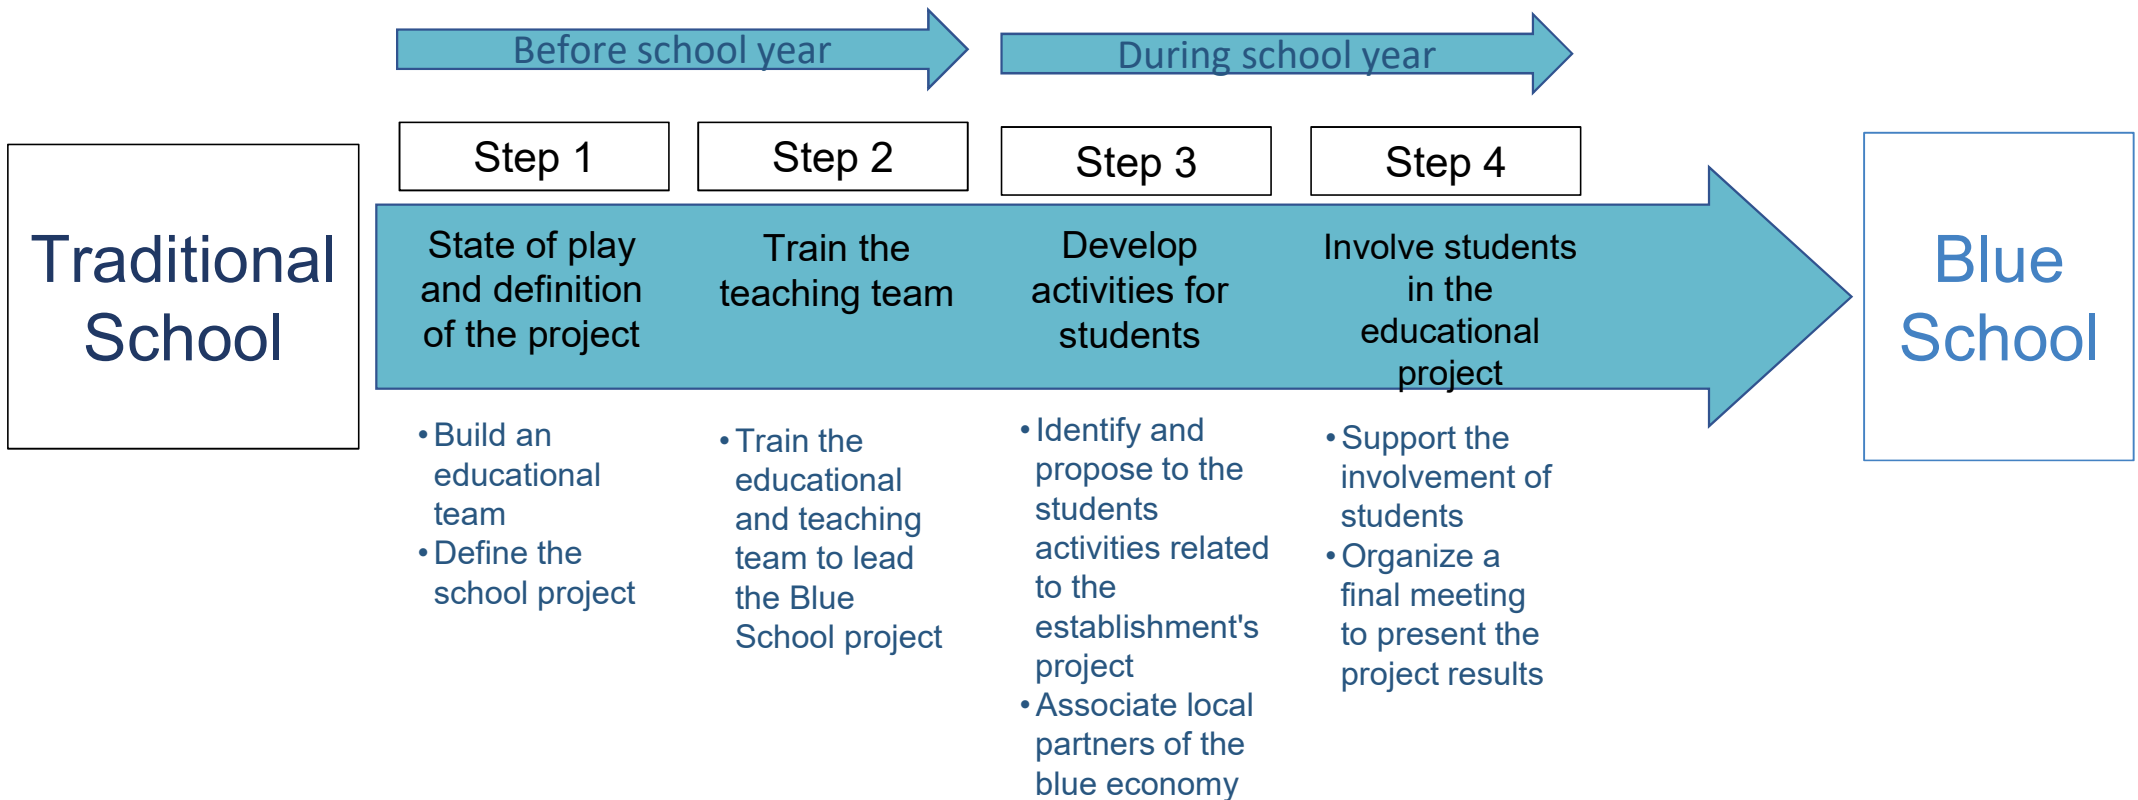 Before school year
During school year
Traditional
School
Step 1
Step 2
Step 3
Step 4
State of play
and definition
of the project
Train the
teaching team
Develop
activities for
students
Involve students
in the
educational
project
Blue
School
• Build an
educational
team
• Define the
school project
• Train the
educational
and teaching
team to lead
the Blue
School project
• Identify and
propose to the
students
activities related
to the
establishment's
project
• Associate local
partners of the
blue economy
• Support the
involvement of
students
• Organize a
final meeting
to present the
project results